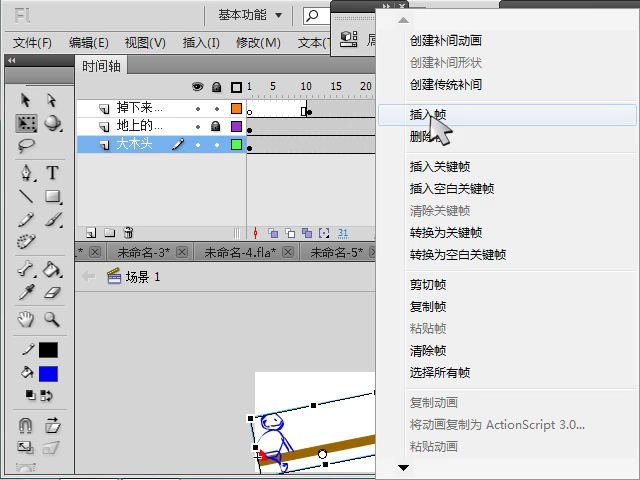 Fl
基本功能
文件(F) 编辑(E) 视图(V) 插入(I) 修改(M) 文本(T
时间轴
1 5 10 15 20
掉下来...
地上的...
大木头
31
未命名-3* 未命名-4.fla* 未命名-5*
场景 1
创建补间动画
创建补间形状
创建传统补间
插入帧
删除
插入关键帧
插入空白关键帧
清除关键帧
转换为关键帧
转换为空白关键帧
剪切帧
复制帧
粘贴帧
清除帧
选择所有帧
复制动画
将动画复制为 ActionScript 3.0...
粘贴动画